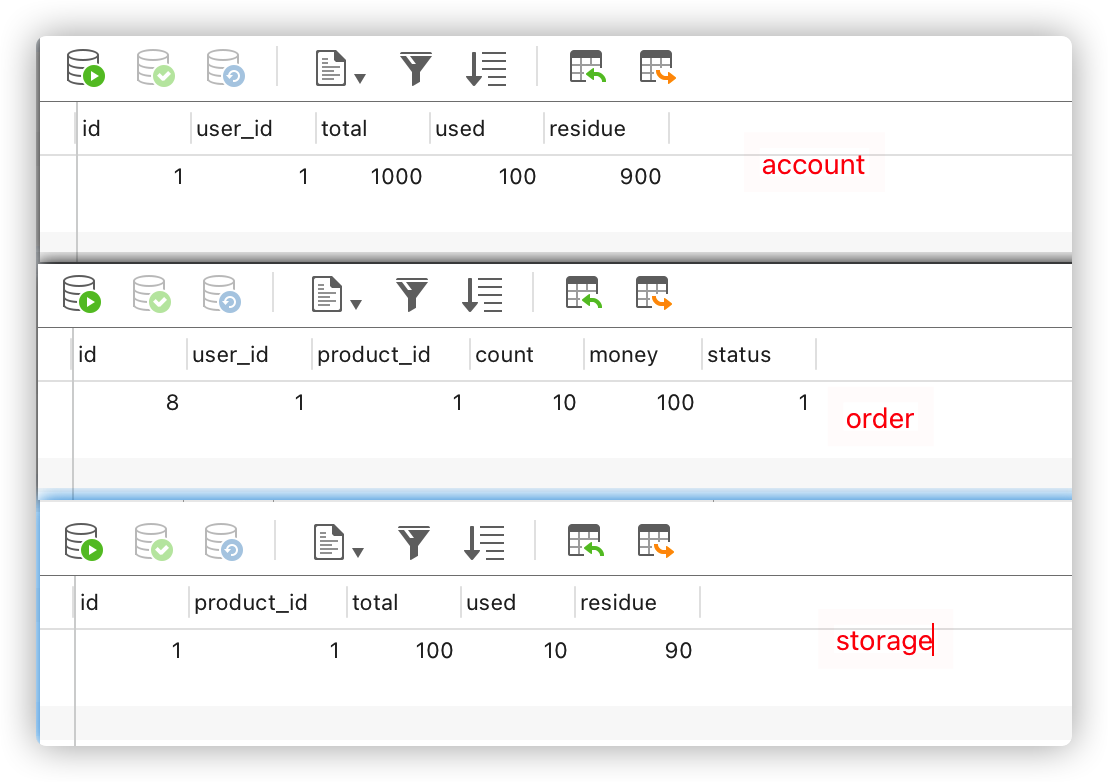 id user_id total used residue
1 1 1000 100 900
account
id user_id product_id count money status
8 1 1 10 100 1
order
id product_id total used residue
1 1 100 10 90
storage